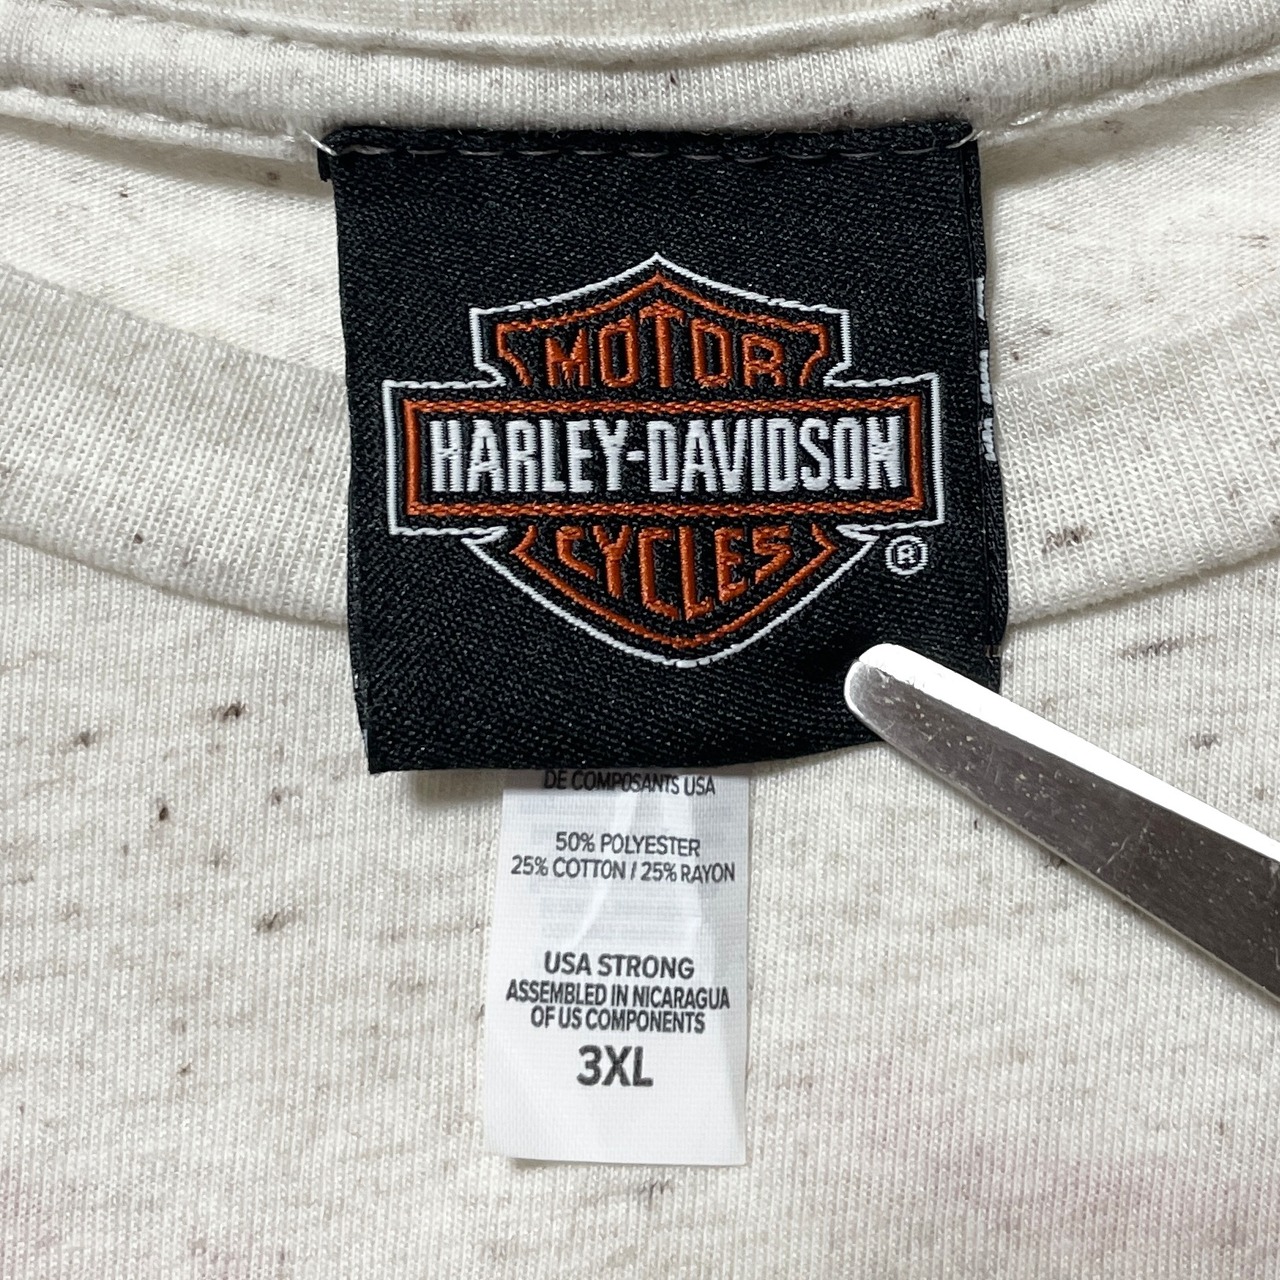 MOTOR
HARLEY-DAVIDSON
CYCLES
®
DE COMPOSANTS USA
50% POLYESTER
25% COTTON / 25% RAYON
USA STRONG
ASSEMBLED IN NICARAGUA
OF US COMPONENTS
3XL